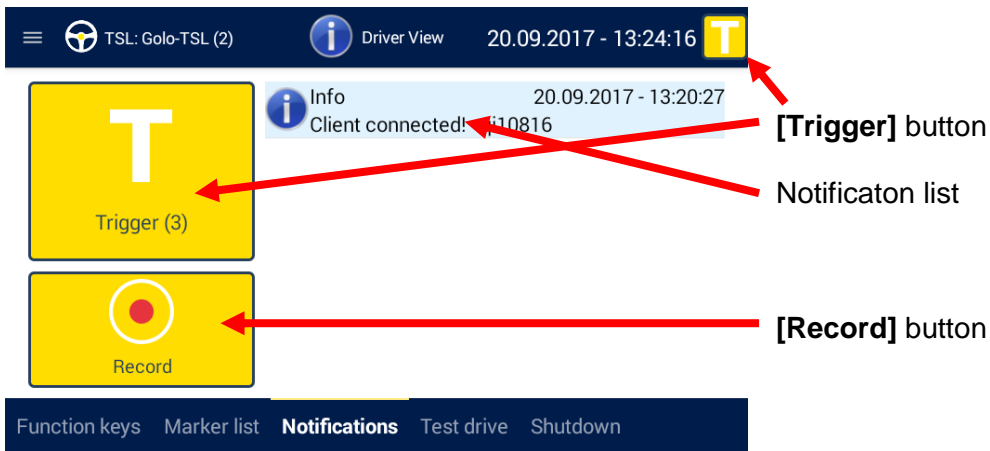 TSL: Golo-TSL (2)
i
Driver View
20.09.2017 - 13:24:16
T
T
Trigger (3)
i
Info
20.09.2017 - 13:20:27
Client connected!
[Trigger] button
Notificaton list
Record
[Record] button
Function keys Marker list Notifications Test drive Shutdown